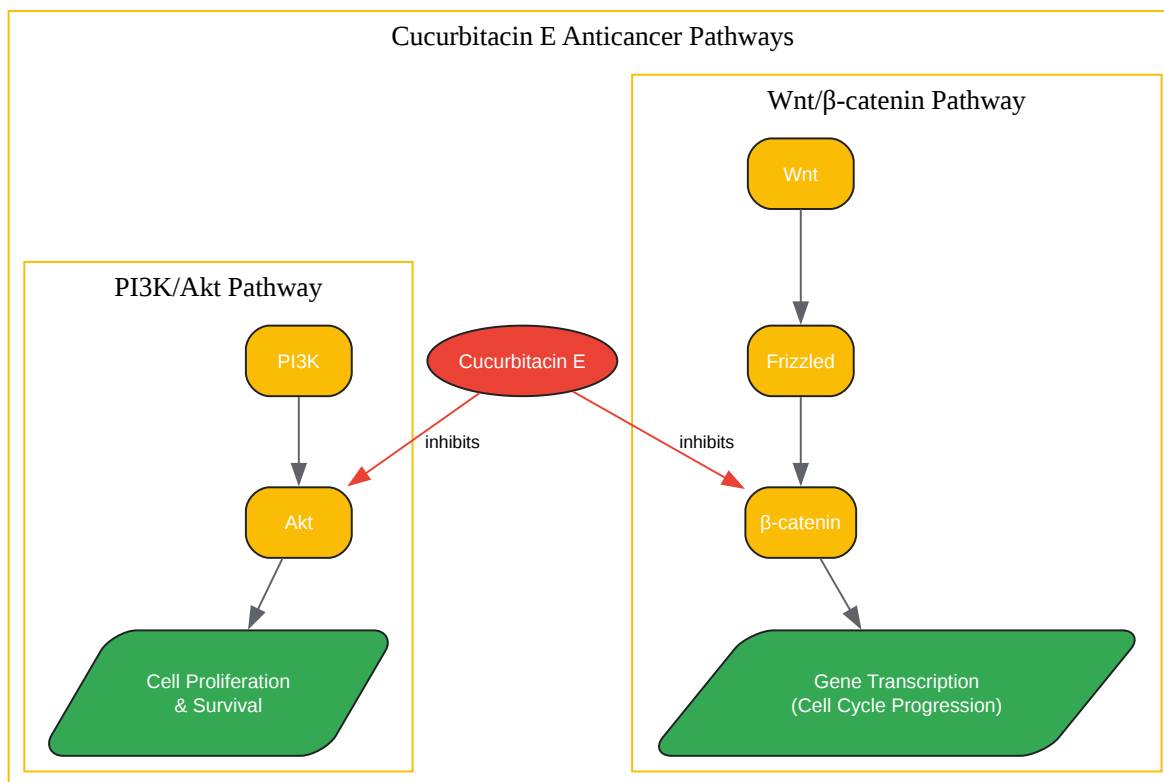 Cucurbitacin E Anticancer Pathways
Wnt/β-catenin Pathway
Wnt
PI3K/Akt Pathway
PI3K
Cucurbitacin E
Frizzled
inhibits
inhibits
Akt
β-catenin
Cell Proliferation
& Survival
Gene Transcription
(Cell Cycle Progression)